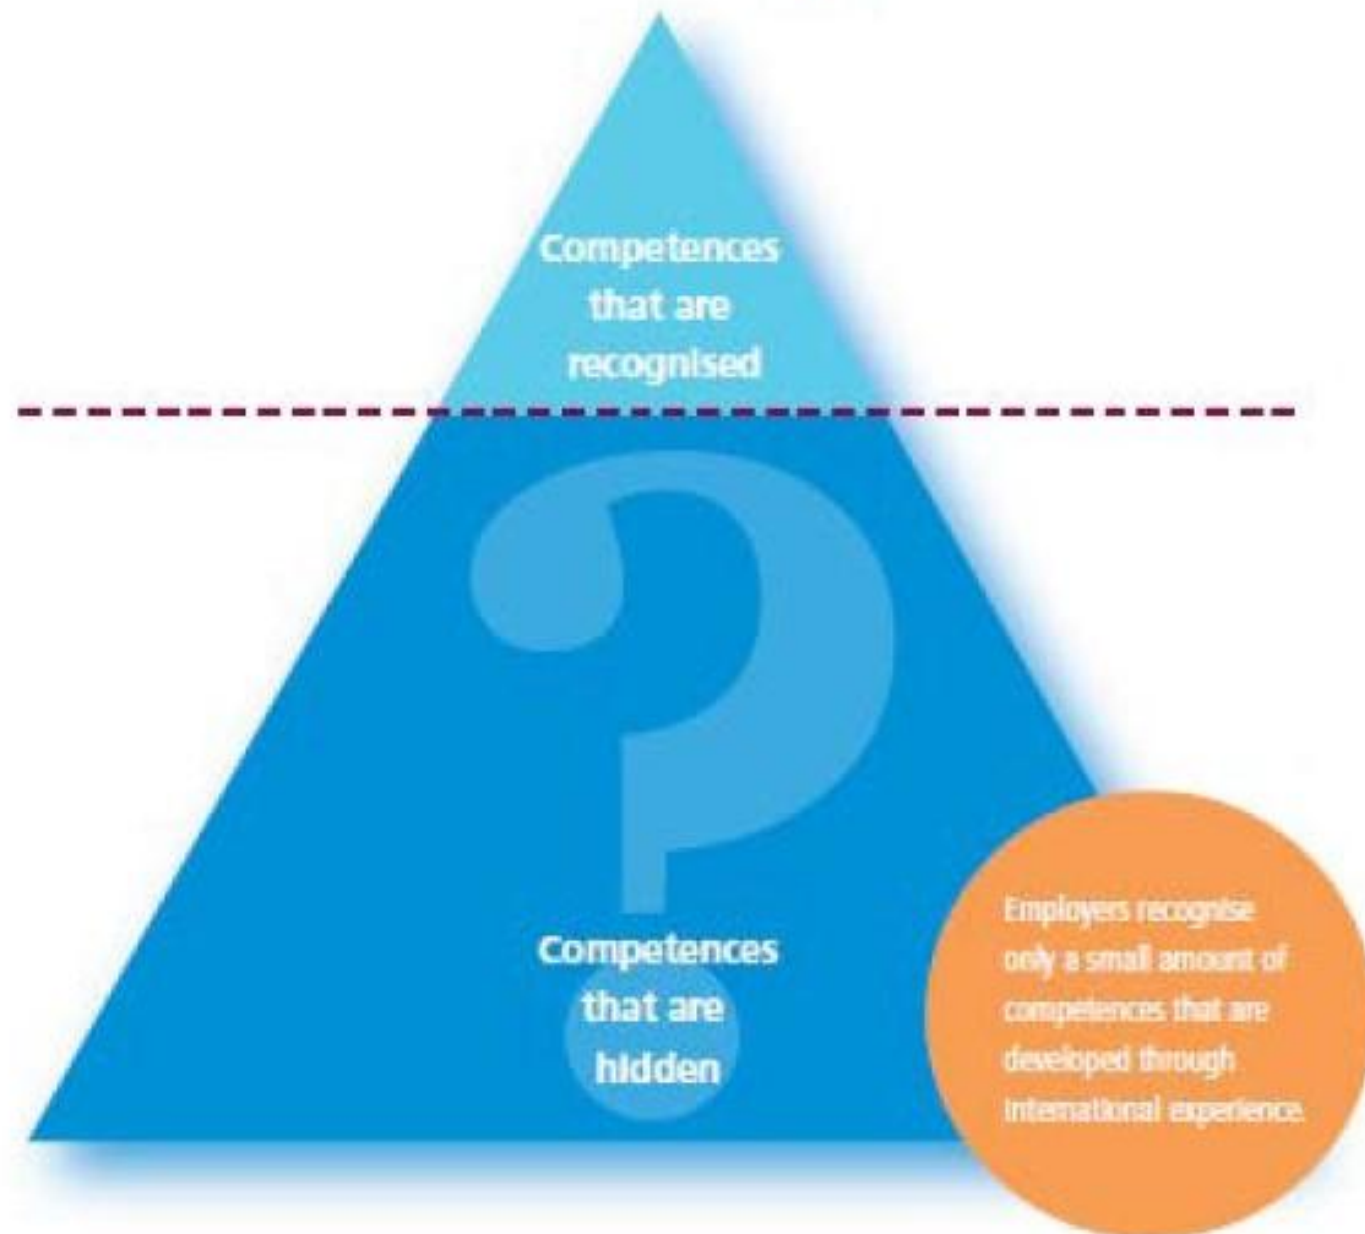 Competences
that are
recognised
?
Competences
that are
hidden
Employers recognise
only a small amount of
competences that are
developed through
international experience.